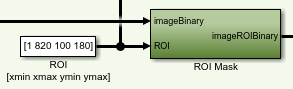 imageBinary
[1 820 100 180]
ROI
imageROIBinary
ROI
[xmin xmax ymin ymax]
ROI Mask